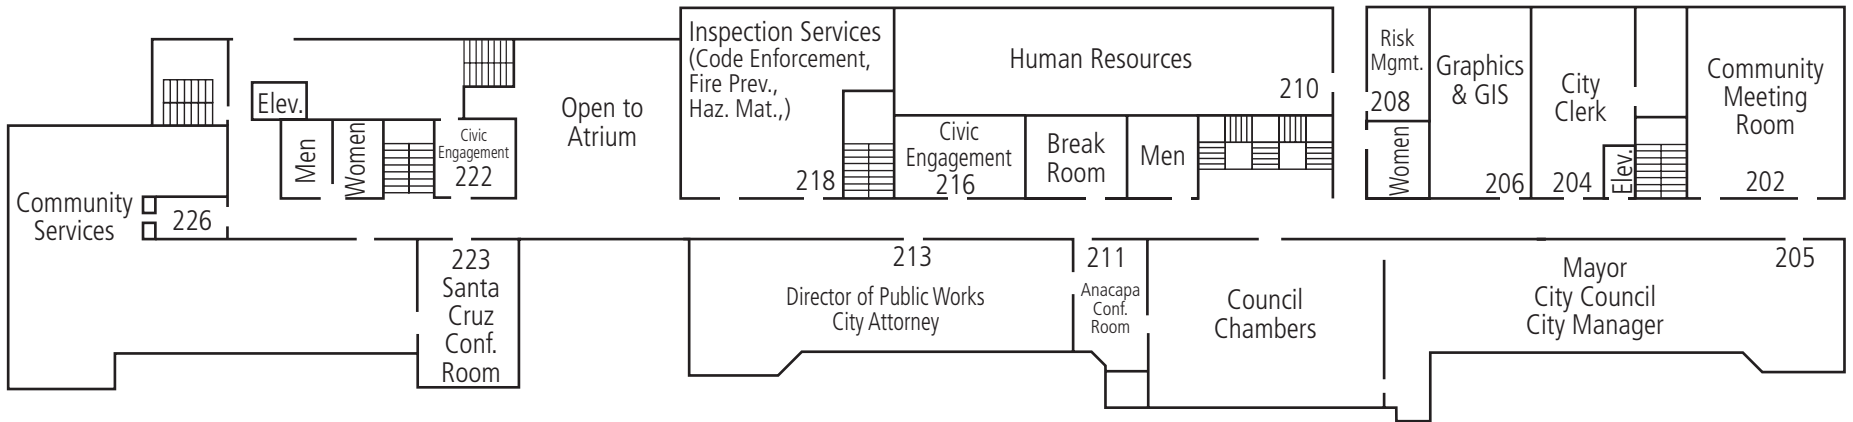 Community
Services
226
Elev.
Men
Women
Civic
Engagement
222
223
Santa
Cruz
Conf.
Room
Open to
Atrium
Inspection Services
(Code Enforcement,
Fire Prev.,
Haz. Mat.,)
218
Human Resources
210
Civic
Engagement
216
Break
Room
Men
213
Director of Public Works
City Attorney
211
Anacapa
Conf.
Room
Council
Chambers
Risk
Mgmt.
208
Women
Graphics
& GIS
206
City
Clerk
204
Elev.
Community
Meeting
Room
202
205
Mayor
City Council
City Manager